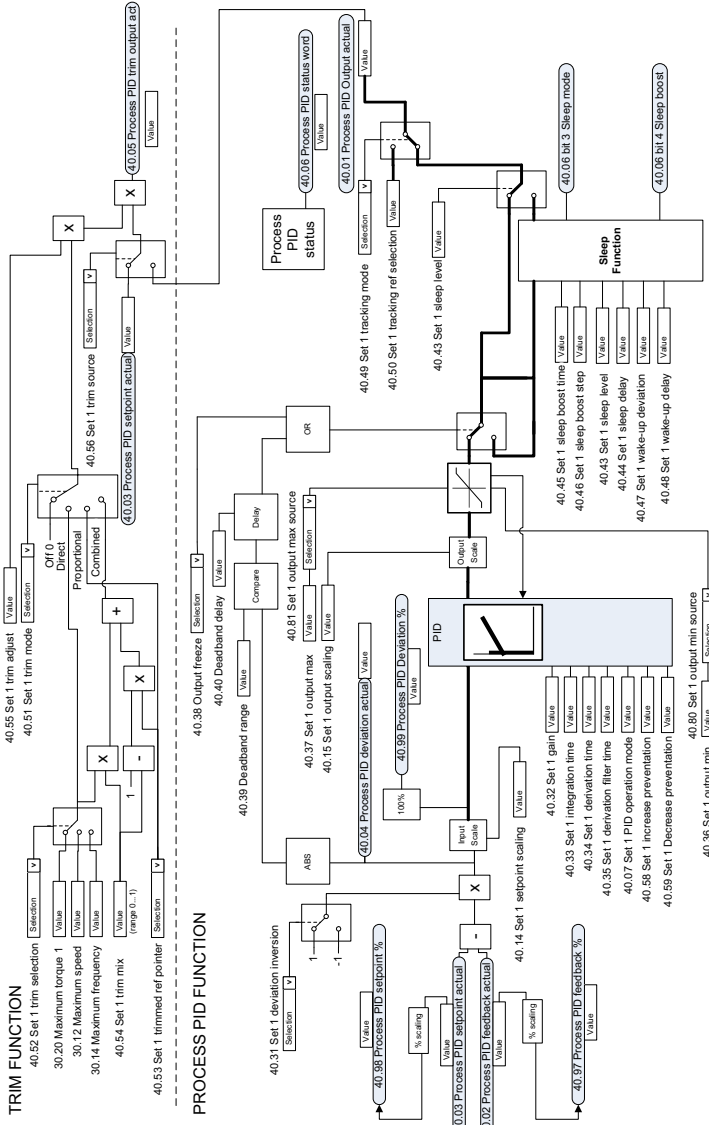 TRIM FUNCTION
40.55 Set 1 trim adjust
Value
40.51 Set 1 trim mode
Selection
v
40.52 Set 1 trim selection
Selection
v
30.20 Maximum torque 1
Value
30.12 Maximum speed
Value
30.14 Maximum frequency
Value
40.54 Set 1 trim mix
Value
(range 0... 1)
40.53 Set 1 trimmed ref pointer
Selection
v
X
1
-
X
+
Off 0
Direct
Proportional
Combined
40.56 Set 1 trim source
Selection
v
40.03 Process PID setpoint actual
Value
X
X
40.05 Process PID trim output act
Value
PROCESS PID FUNCTION
40.38 Output freeze
Selection
v
40.40 Deadband delay
Value
40.39 Deadband range
Value
Compare
Delay
OR
ABS
40.81 Set 1 output max source
40.37 Set 1 output max
Value
Selection
v
40.15 Set 1 output scaling
Value
40.04 Process PID deviation actual
Value
40.99 Process PID Deviation %
Value
100%
40.31 Set 1 deviation inversion
Selection
v
1
-1
Value
40.98 Process PID setpoint %
% scaling
Value
0.03 Process PID setpoint actual
0.02 Process PID feedback actual
Value
% scaling
40.97 Process PID feedback %
Value
-
X
Input
Scale
40.14 Set 1 setpoint scaling
Value
PID
Output
Scale
40.32 Set 1 gain
Value
40.33 Set 1 integration time
Value
40.34 Set 1 derivation time
Value
40.35 Set 1 derivation filter time
Value
40.07 Set 1 PID operation mode
Value
40.58 Set 1 increase preventation
Value
40.59 Set 1 Decrease preventation
Value
40.80 Set 1 output min source
40.36 Set 1 output min
Value
Selection
v
Process
PID
status
40.06 Process PID status word
Value
40.01 Process PID Output actual
Value
40.49 Set 1 tracking mode
Selection
v
40.50 Set 1 tracking ref selection
Value
40.43 Set 1 sleep level
Value
Sleep
Function
40.45 Set 1 sleep boost time
Value
40.46 Set 1 sleep boost step
Value
40.43 Set 1 sleep level
Value
40.44 Set 1 sleep delay
Value
40.47 Set 1 wake-up deviation
Value
40.48 Set 1 wake-up delay
Value
40.06 bit 3 Sleep mode
40.06 bit 4 Sleep boost